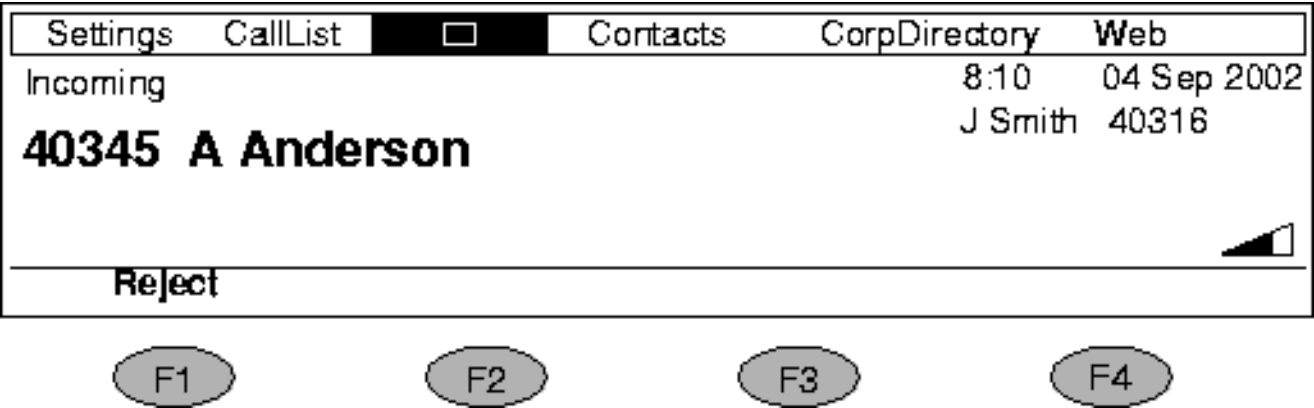 Settings CallList Contacts CorpDirectory Web
Incoming 8:10 04 Sep 2002
J Smith 40316
40345 A Anderson
Reject
F1 F2 F3 F4